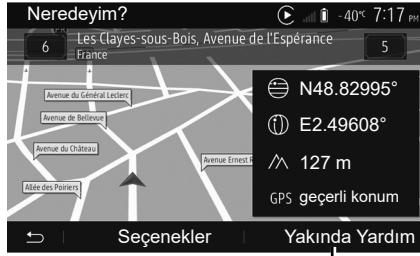 Neredeyim? -40°C 7:17 PM
6 Les Clayes-sous-Bois, Avenue de l'Espérance 5
France
Avenue du Général Leclerc
N48.82995°
Avenue de Bellevue
E2.49608°
Avenue du Château
Avenue Ernest
127 m
Allée des Poiriers
GPS geçerli konum
Seçenekler Yakında Yardım